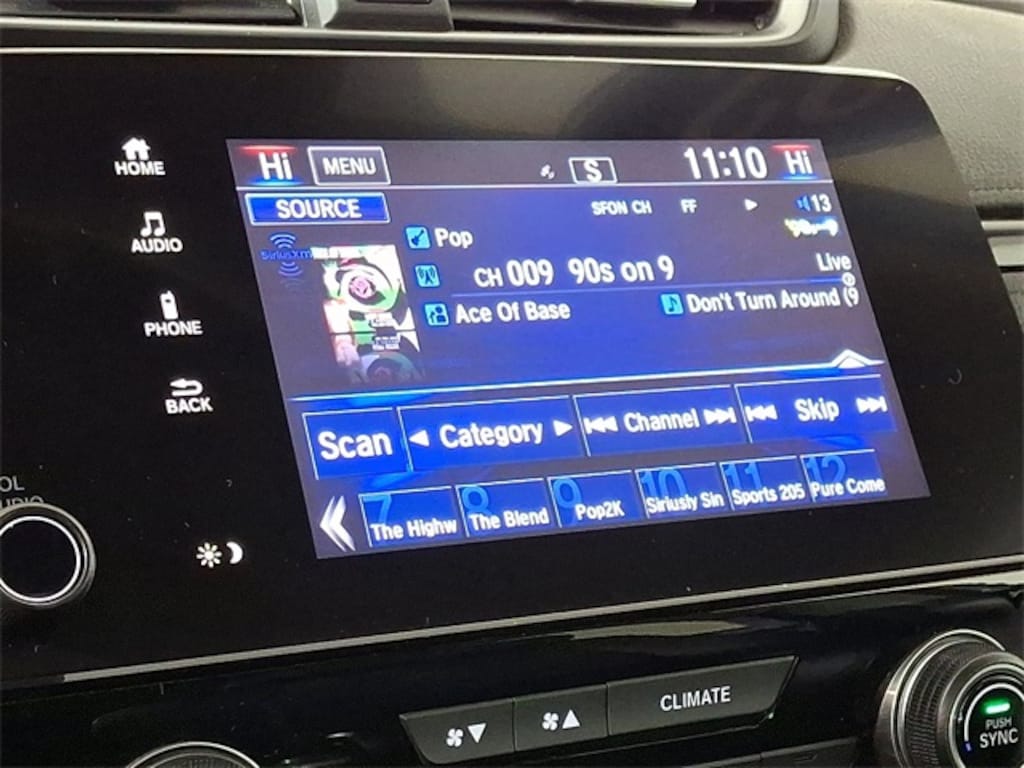 HOME
AUDIO
PHONE
BACK
Hi MENU S 11:10 Hi
SOURCE SFON CH FF 13
SiriusXM Pop
CH 009 90s on 9 Live
Ace Of Base Don't Turn Around (9
Scan Category Channel Skip
7 The Highw
8 The Blend
9 Pop2K
10 Siriusly Sin
11 Sports 205
12 Pure Come
CLIMATE
PUSH
SYNC